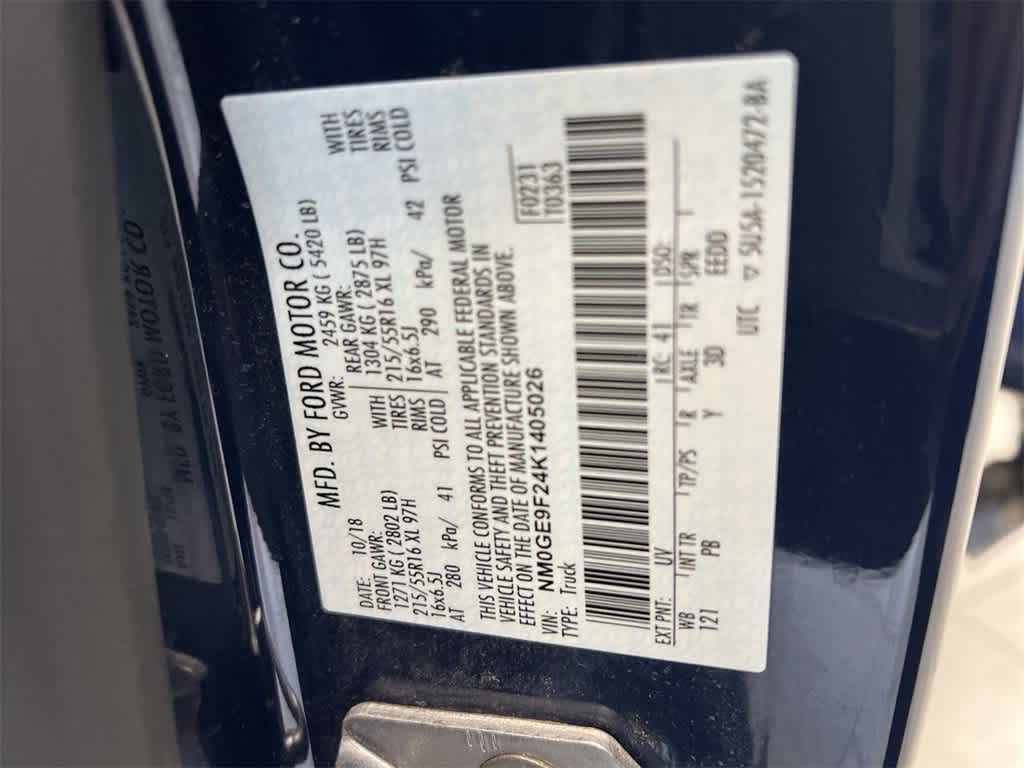 MFD. BY FORD MOTOR CO.
DATE: 10/18 GVWR: 2459 KG ( 5420 LB)
FRONT GAWR: REAR GAWR:
1271 KG ( 2802 LB) WITH 1304 KG ( 2875 LB) WITH
215/55R16 XL 97H TIRES 215/55R16 XL 97H TIRES
16x6.5J RIMS 16x6.5J RIMS
AT 280 kPa/ 41 PSI COLD AT 290 kPa/ 42 PSI COLD
THIS VEHICLE CONFORMS TO ALL APPLICABLE FEDERAL MOTOR
VEHICLE SAFETY AND THEFT PREVENTION STANDARDS IN
EFFECT ON THE DATE OF MANUFACTURE SHOWN ABOVE.
VIN: NM0GE9F24K1405026 F0231
TYPE: Truck T0363
EXT PNT: UV RC: 41 DSO:
WB INT TR TP/PS R AXLE TR SPR T
121 PB Y 3D EEDD
UTC ▽ 5U5A-1520472-BA